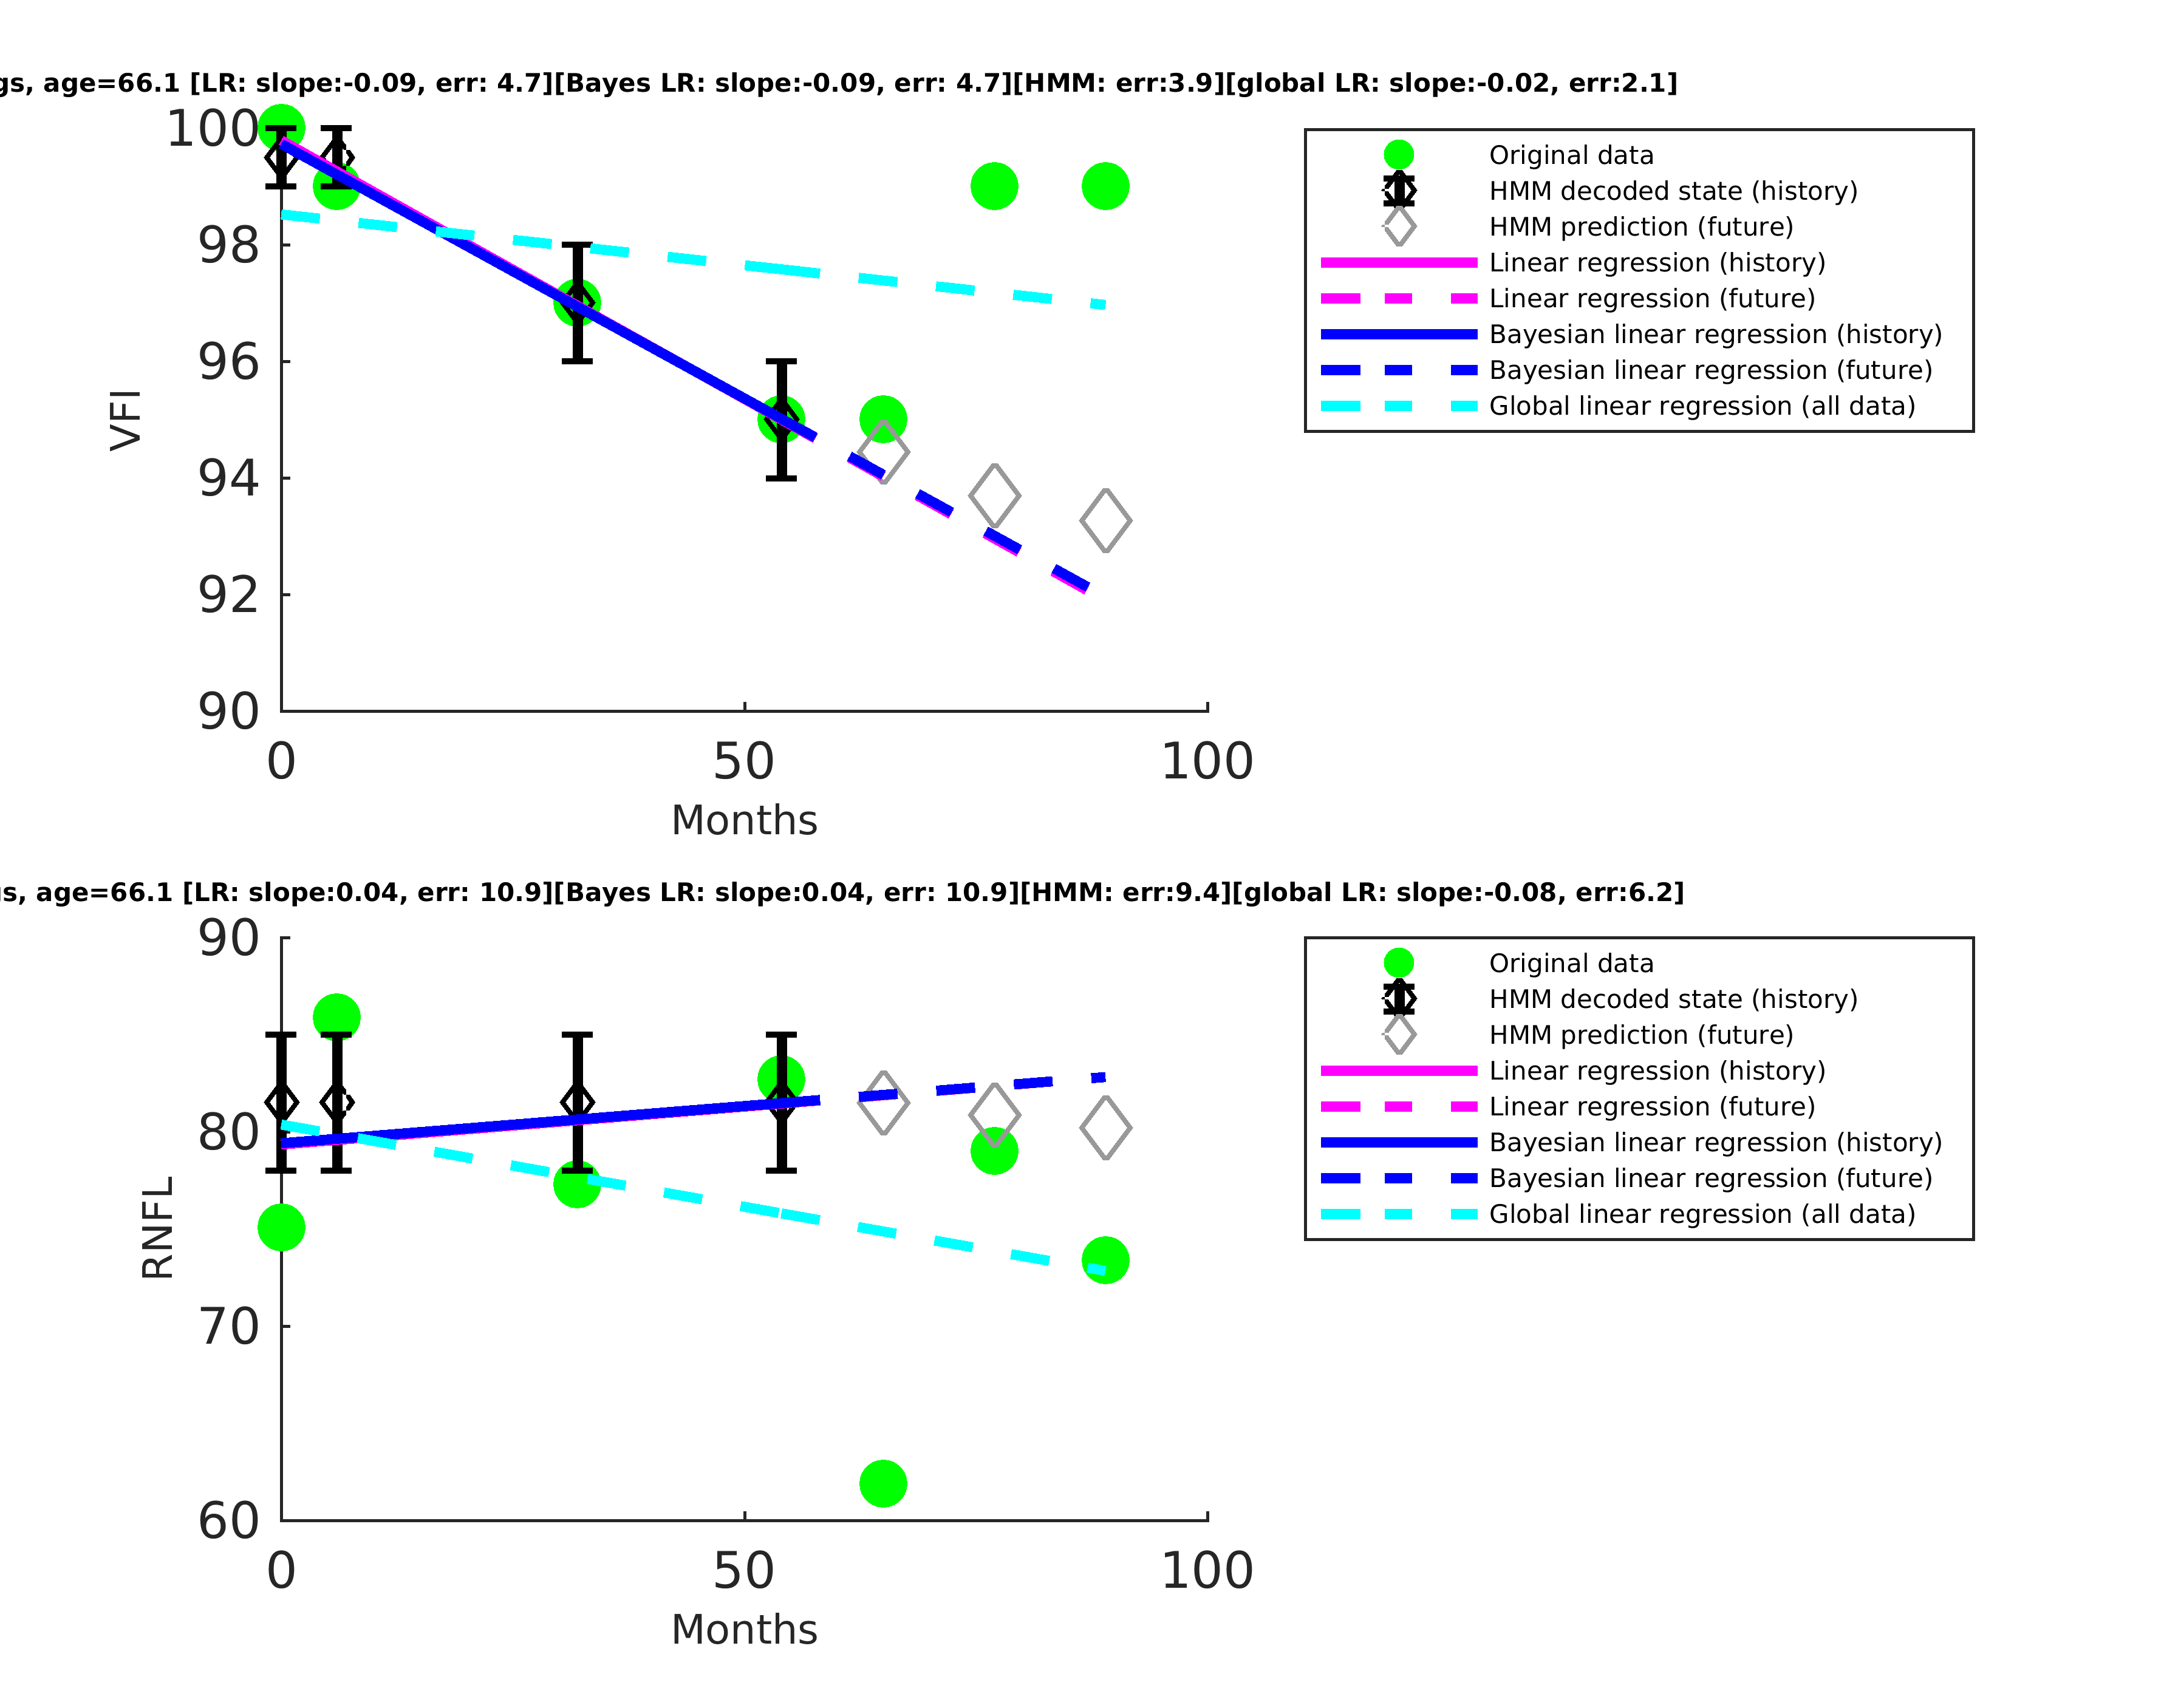 age=66.1 [LR: slope:-0.09, err: 4.7][Bayes LR: slope:-0.09, err: 4.7][HMM: err:3.9][global LR: slope:-0.02, err:2.1]
100
98
96
94
92
90
VFI
0 50 100
Months
Original data
HMM decoded state (history)
HMM prediction (future)
Linear regression (history)
Linear regression (future)
Bayesian linear regression (history)
Bayesian linear regression (future)
Global linear regression (all data)
age=66.1 [LR: slope:0.04, err: 10.9][Bayes LR: slope:0.04, err: 10.9][HMM: err:9.4][global LR: slope:-0.08, err:6.2]
90
80
70
60
RNFL
0 50 100
Months
Original data
HMM decoded state (history)
HMM prediction (future)
Linear regression (history)
Linear regression (future)
Bayesian linear regression (history)
Bayesian linear regression (future)
Global linear regression (all data)